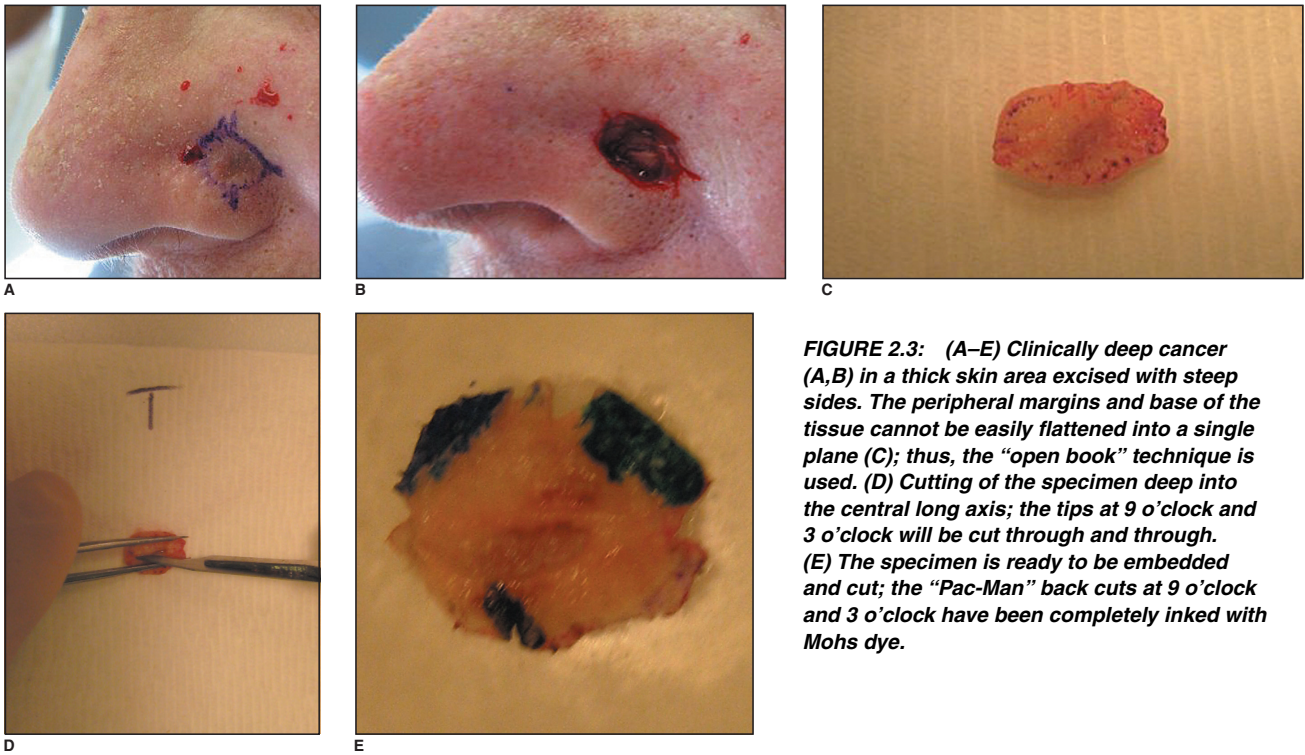 A
B
C
T
D
E
FIGURE 2.3: (A–E) Clinically deep cancer
(A,B) in a thick skin area excised with steep
sides. The peripheral margins and base of the
tissue cannot be easily flattened into a single
plane (C); thus, the “open book” technique is
used. (D) Cutting of the specimen deep into
the central long axis; the tips at 9 o’clock and
3 o’clock will be cut through and through.
(E) The specimen is ready to be embedded
and cut; the “Pac-Man” back cuts at 9 o’clock
and 3 o’clock have been completely inked with
Mohs dye.